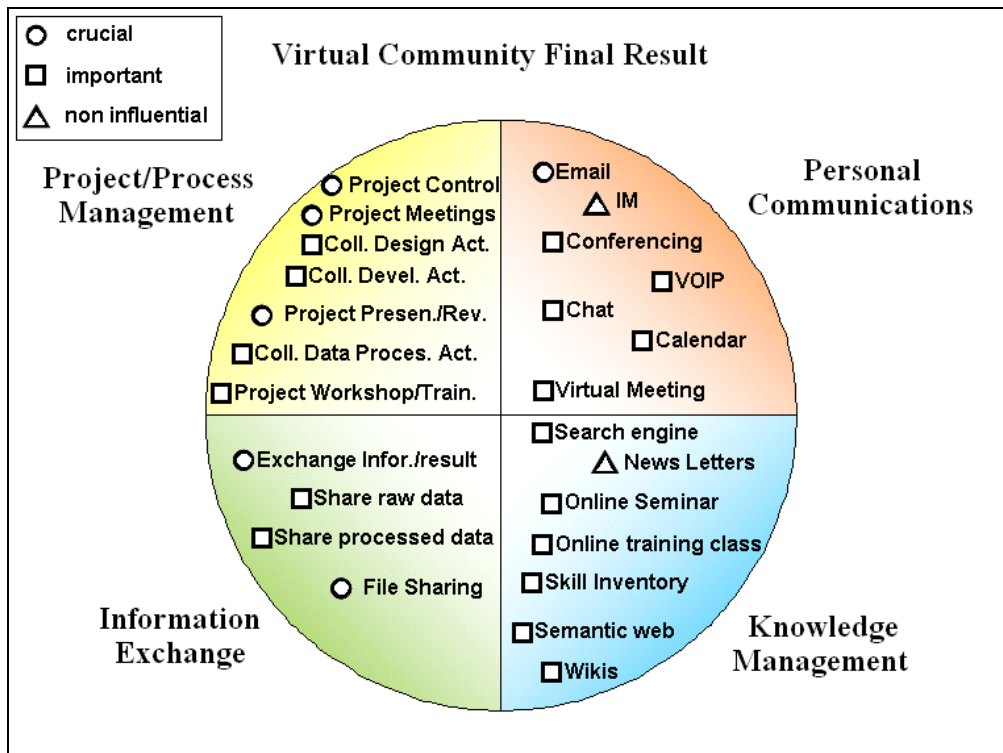 crucial
important
non influential
Virtual Community Final Result
Project/Process
Management
Personal
Communications
Project Control
Project Meetings
Coll. Design Act.
Coll. Devel. Act.
Project Presen./Rev.
Coll. Data Proces. Act.
Project Workshop/Train.
Email
IM
Conferencing
VOIP
Chat
Calendar
Virtual Meeting
Exchange Infor./result
Share raw data
Share processed data
File Sharing
Search engine
News Letters
Online Seminar
Online training class
Skill Inventory
Semantic web
Wikis
Information
Exchange
Knowledge
Management